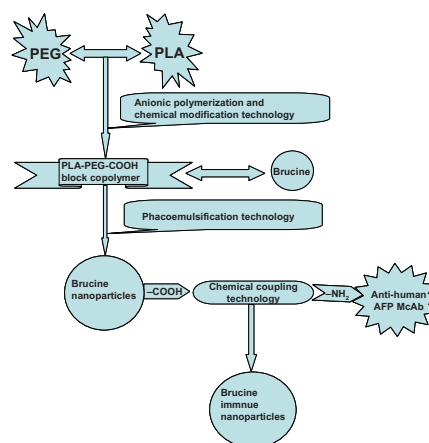 PEG
PLA
Anionic polymerization and
chemical modification technology
PLA-PEG-COOH
block copolymer
Brucine
Phacoemulsification technology
Brucine
nanoparticles
–COOH
Chemical coupling
technology
–NH₂
Anti-human
AFP McAb
Brucine
immnue
nanoparticles